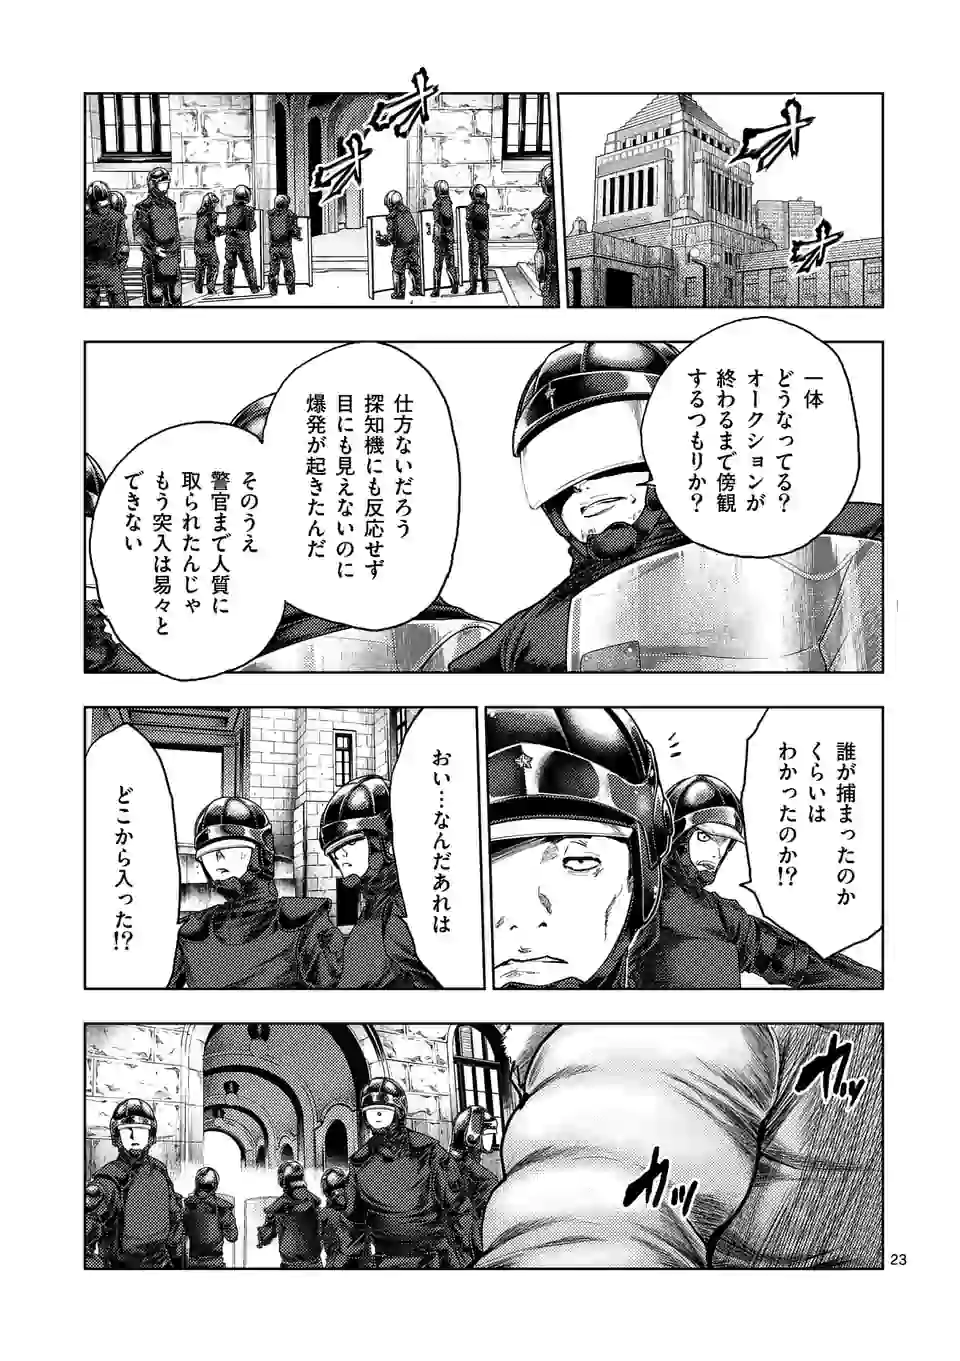 オオ
オオ
一体
どうなってる?
オークションが
終わるまで傍観
するつもりか?
仕方ないだろう
探知機にも反応せず
目にも見えないのに
爆発が起きたんだ
そのうえ
警官まで人質に
取られたんじゃ
もう突入は易々と
できない
誰が捕まったのか
くらいは
わかったのか!?
おい…なんだあれは
どこから入った!?
カッ
カッ
23